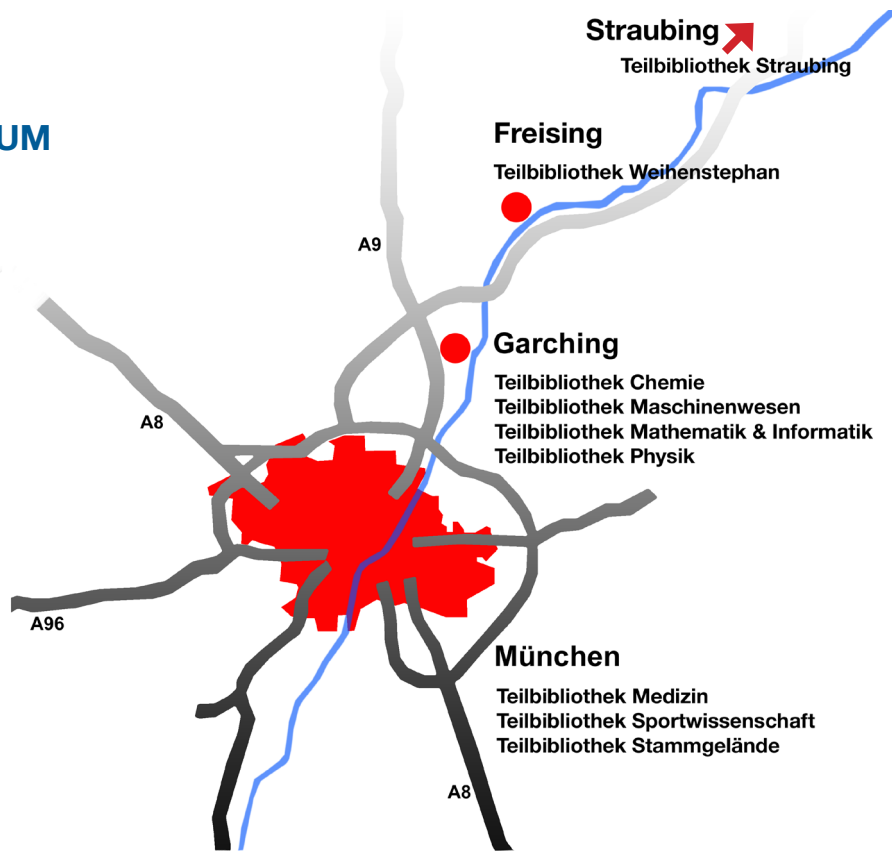 Straubing
Teilbibliothek Straubing
UM
Freising
Teilbibliothek Weihenstephan
A9
Garching
Teilbibliothek Chemie
Teilbibliothek Maschinenwesen
Teilbibliothek Mathematik & Informatik
Teilbibliothek Physik
A8
A96
München
Teilbibliothek Medizin
Teilbibliothek Sportwissenschaft
Teilbibliothek Stammgelände
A8